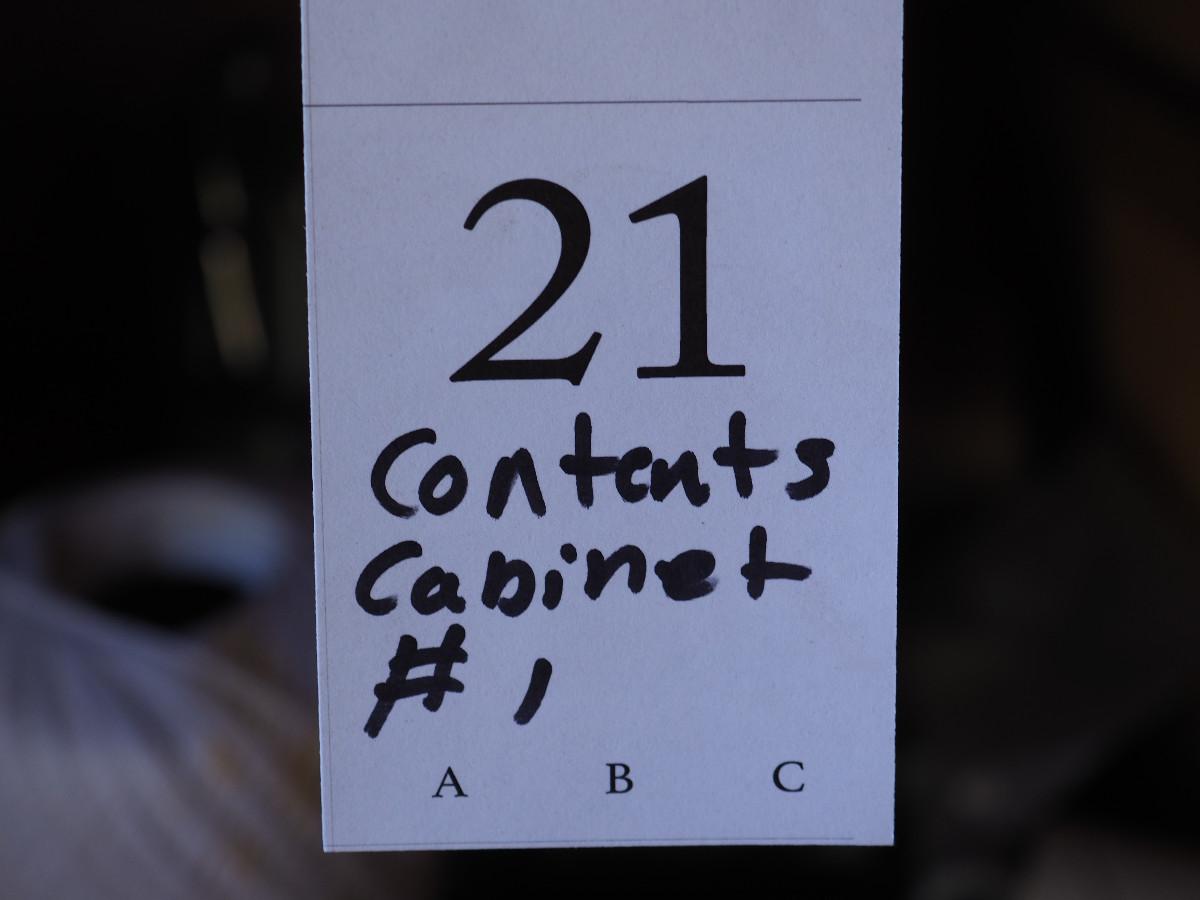 21
Contents
Cabinet
# 1
A B C